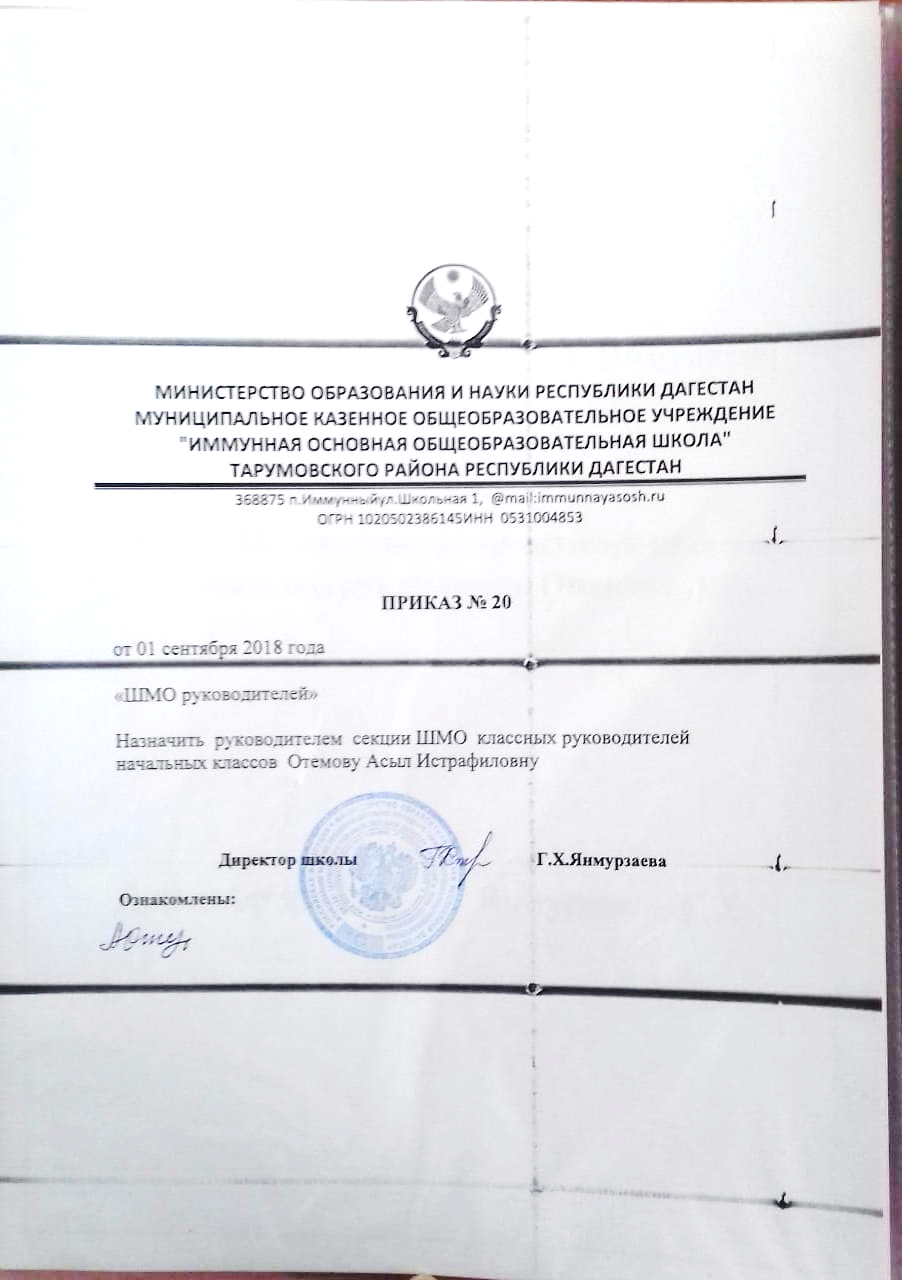 МИНИСТЕРСТВО ОБРАЗОВАНИЯ И НАУКИ РЕСПУБЛИКИ ДАГЕСТАН
МУНИЦИПАЛЬНОЕ КАЗЕННОЕ ОБЩЕОБРАЗОВАТЕЛЬНОЕ УЧРЕЖДЕНИЕ
"ИММУННАЯ ОСНОВНАЯ ОБЩЕОБРАЗОВАТЕЛЬНАЯ ШКОЛА"
ТАРУМОВСКОГО РАЙОНА РЕСПУБЛИКИ ДАГЕСТАН
368875 п.Иммунныйул.Школьная 1, @mail:immunnayasosh.ru
ОГРН 1020502386145ИНН 0531004853
ПРИКАЗ № 20
от 01 сентября 2018 года
«ШМО руководителей»
Назначить руководителем секции ШМО классных руководителей
начальных классов Отемову Асыл Истрафиловну
Директор школы Г.Х.Янмурзаева
Ознакомлены: